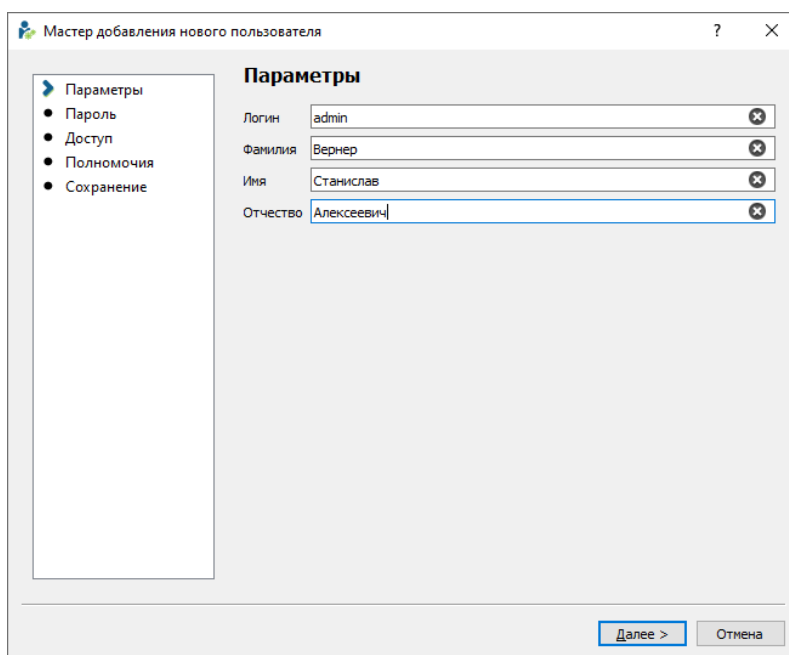 Мастер добавления нового пользователя ?
Параметры
Пароль
Доступ
Полномочия
Сохранение
Параметры
Логин admin
Фамилия Вернер
Имя Станислав
Отчество Алексеевич
Далее > Отмена